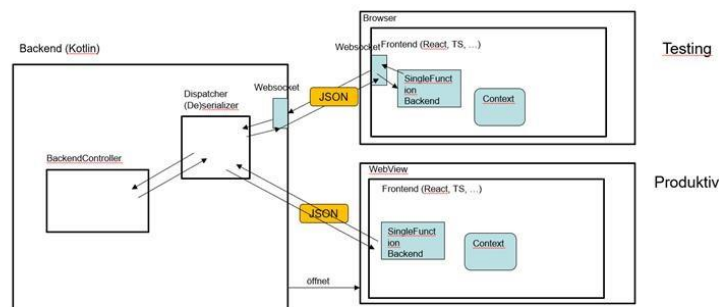 Browser
Backend (Kotlin)
Websocket
Frontend (React, TS, ...)
Testing
Websocket
Dispatcher
(De)serializer
JSON
SingleFunct
ion
Backend
Context
BackendController
WebView
Frontend (React, TS, ...)
Produktiv
JSON
SingleFunct
ion
Backend
Context
öffnet